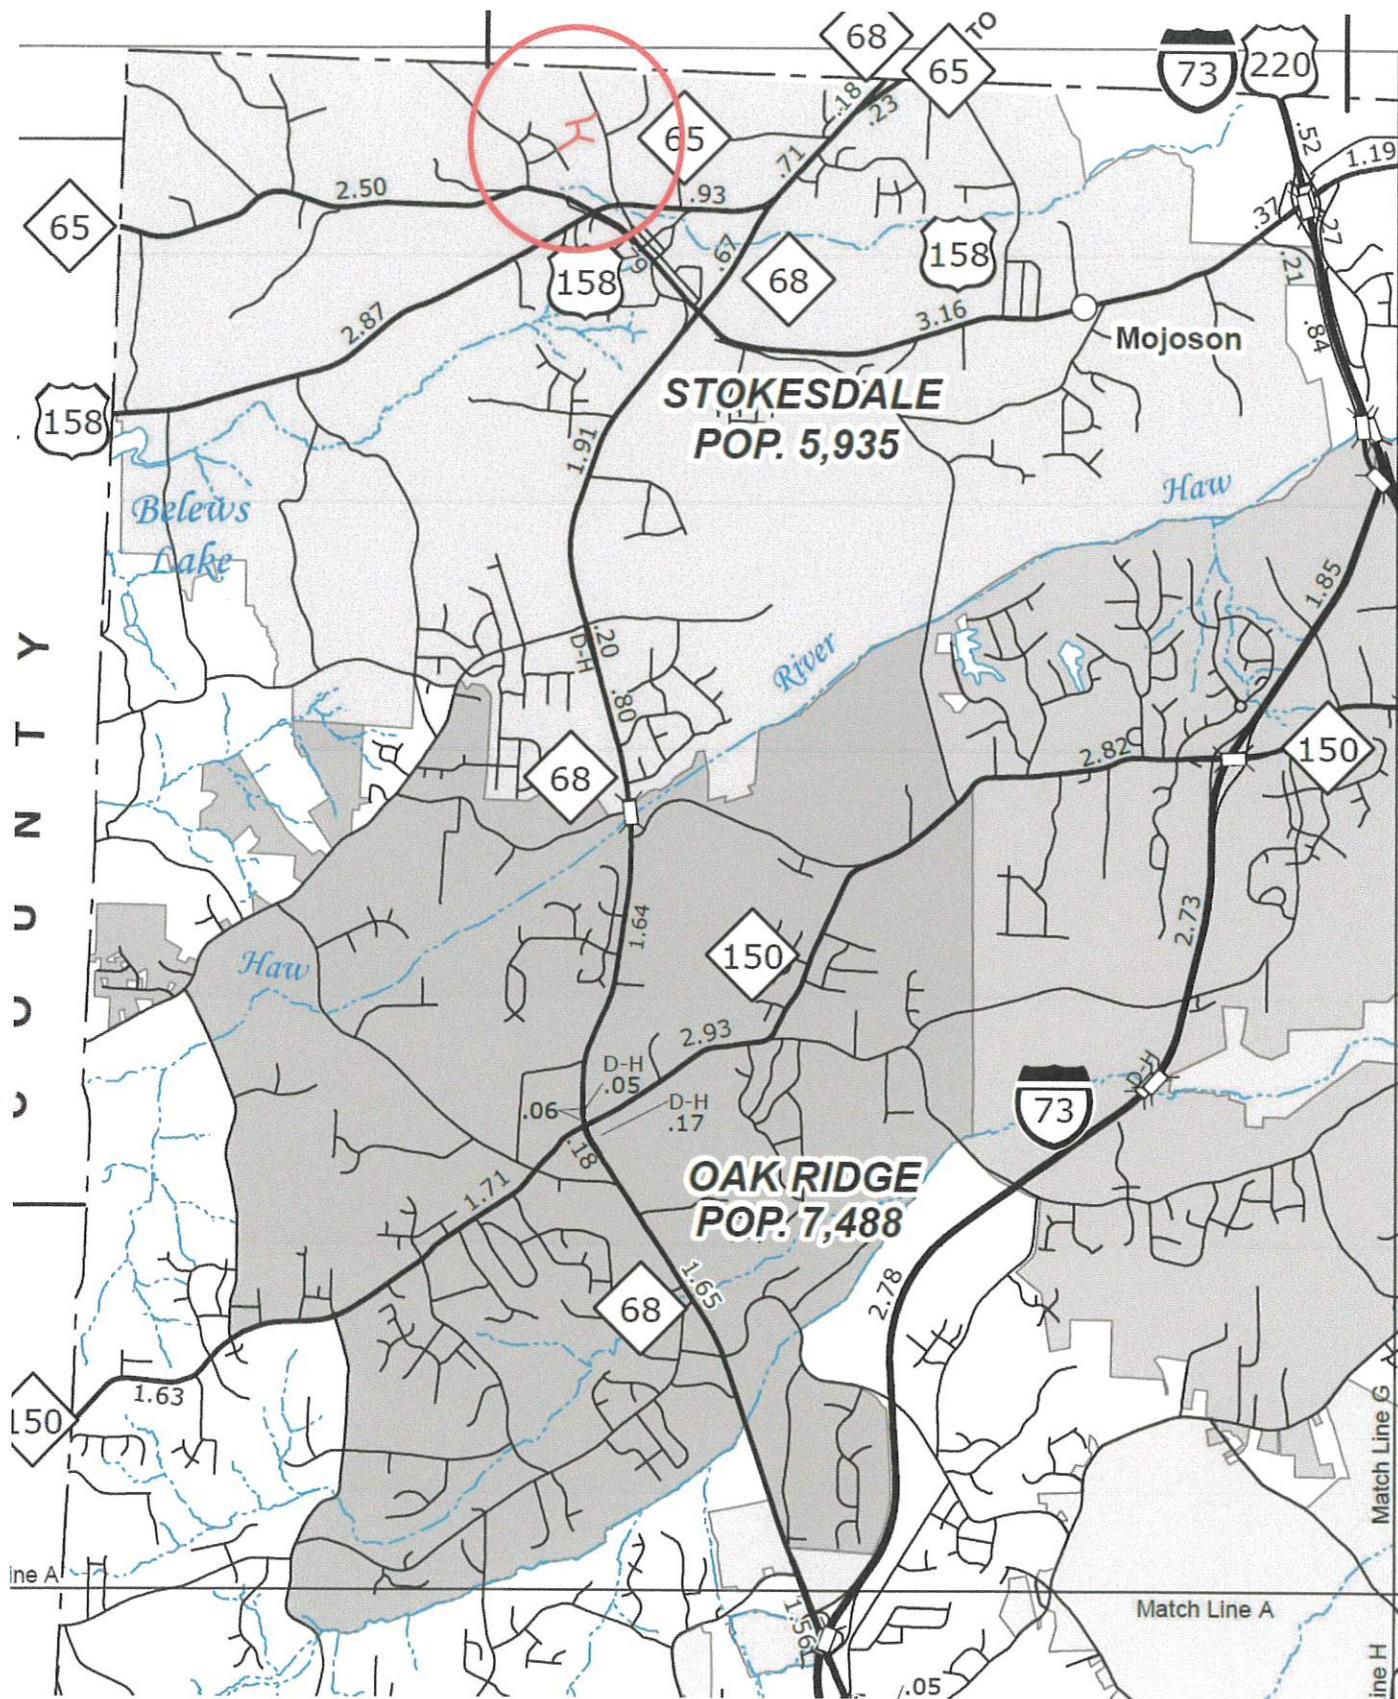 68
65
TO
73
220
.18
.23
.52
1.19
65
.71
2.50
.93
65
.37
.27
.67
158
.21
158
.79
68
2.87
3.16
.84
Mojoson
STOKESDALE
POP. 5,935
158
1.91
Haw
Belews
Lake
1.85
.20
D-H
River
.80
COUNTY
68
2.82
150
2.73
1.64
150
Haw
2.93
D-H
.05
.06
D-H
.17
D-H
73
.18
OAK RIDGE
POP. 7,488
1.71
1.65
2.78
68
1.63
150
Match Line G
ine A
Match Line A
1.56
.05
ine H